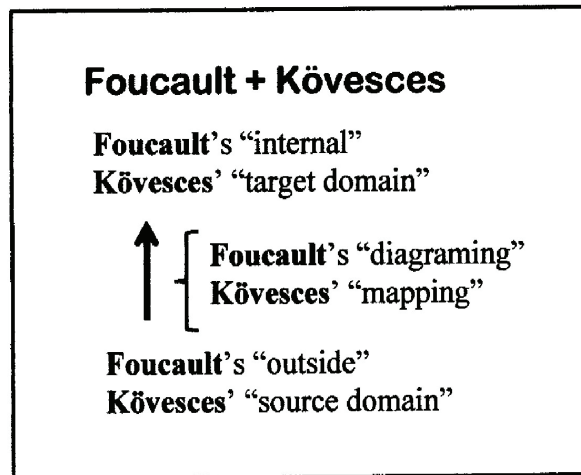 Foucault + Kövesces
Foucault's “internal”
Kövesces' “target domain”
Foucault's “diagraming”
Kövesces' “mapping”
Foucault's “outside”
Kövesces' “source domain”